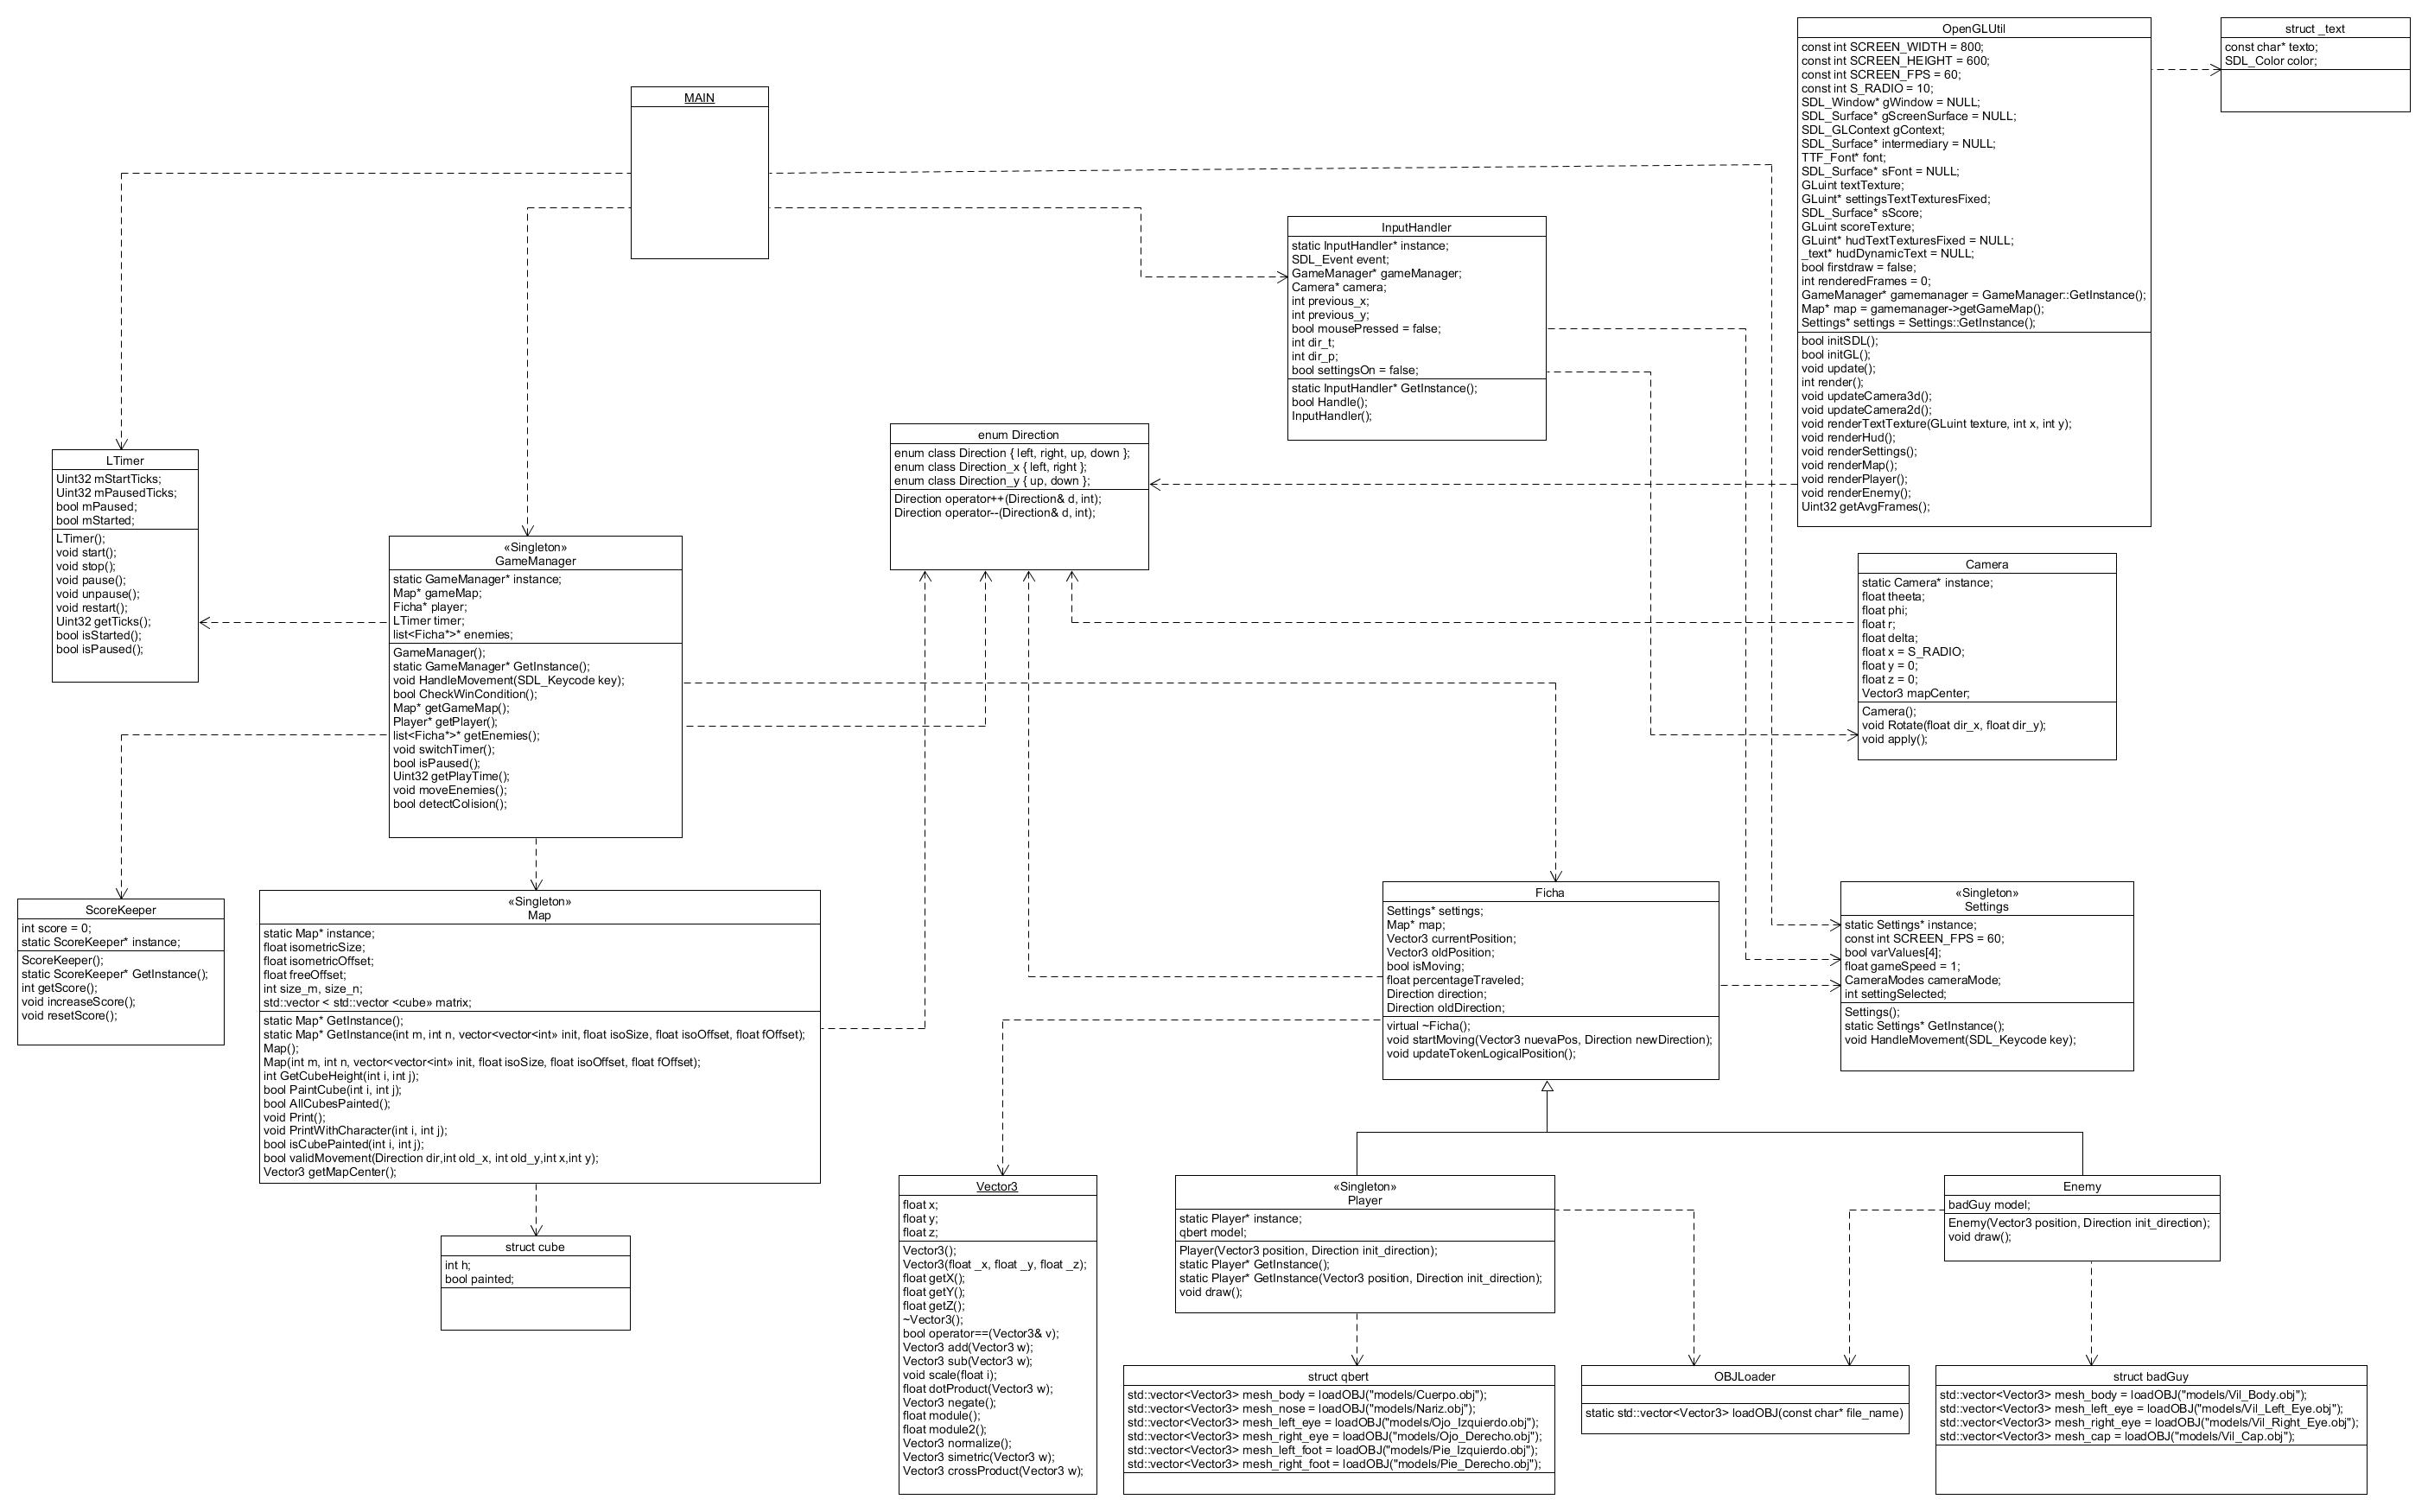 MAIN
OpenGLUtil
const int SCREEN_WIDTH = 800;
const int SCREEN_HEIGHT = 600;
const int SCREEN_FPS = 60;
const int S_RADIO = 10;
SDL_Window* gWindow = NULL;
SDL_Surface* gScreenSurface = NULL;
SDL_GLContext gContext;
SDL_Surface* intermediary = NULL;
TTF_Font* font;
SDL_Surface* sFont = NULL;
GLuint textTexture;
GLuint* settingsTextTexturesFixed;
SDL_Surface* sScore;
GLuint scoreTexture;
GLuint* hudTextTexturesFixed = NULL;
_text* hudDynamicText = NULL;
bool firstdraw = false;
int renderedFrames = 0;
GameManager* gamemanager = GameManager::GetInstance();
Map* map = gamemanager->getGameMap();
Settings* settings = Settings::GetInstance();
bool initSDL();
bool initGL();
void update();
int render();
void updateCamera3d();
void updateCamera2d();
void renderTextTexture(GLuint texture, int x, int y);
void renderHud();
void renderSettings();
void renderMap();
void renderPlayer();
void renderEnemy();
Uint32 getAvgFrames();
struct _text
const char* texto;
SDL_Color color;
InputHandler
static InputHandler* instance;
SDL_Event event;
GameManager* gameManager;
Camera* camera;
int previous_x;
int previous_y;
bool mousePressed = false;
int dir_t;
int dir_p;
bool settingsOn = false;
static InputHandler* GetInstance();
bool Handle();
InputHandler();
enum Direction
enum class Direction { left, right, up, down };
enum class Direction_x { left, right };
enum class Direction_y { up, down };
Direction operator++(Direction& d, int);
Direction operator--(Direction& d, int);
LTimer
Uint32 mStartTicks;
Uint32 mPausedTicks;
bool mPaused;
bool mStarted;
LTimer();
void start();
void stop();
void pause();
void unpause();
void restart();
Uint32 getTicks();
bool isStarted();
bool isPaused();
«Singleton»
GameManager
static GameManager* instance;
Map* gameMap;
Ficha* player;
LTimer timer;
list<Ficha*>* enemies;
GameManager();
static GameManager* GetInstance();
void HandleMovement(SDL_Keycode key);
bool CheckWinCondition();
Map* getGameMap();
Player* getPlayer();
list<Ficha*>* getEnemies();
void switchTimer();
bool isPaused();
Uint32 getPlayTime();
void moveEnemies();
bool detectColision();
Camera
static Camera* instance;
float theeta;
float phi;
float r;
float delta;
float x = S_RADIO;
float y = 0;
float z = 0;
Vector3 mapCenter;
Camera();
void Rotate(float dir_x, float dir_y);
void apply();
ScoreKeeper
int score = 0;
static ScoreKeeper* instance;
ScoreKeeper();
static ScoreKeeper* GetInstance();
int getScore();
void increaseScore();
void resetScore();
«Singleton»
Map
static Map* instance;
float isometricSize;
float isometricOffset;
float freeOffset;
int size_m, size_n;
std::vector < std::vector <cube» matrix;
static Map* GetInstance();
static Map* GetInstance(int m, int n, vector<vector<int» init, float isoSize, float isoOffset, float fOffset);
Map();
Map(int m, int n, vector<vector<int» init, float isoSize, float isoOffset, float fOffset);
int GetCubeHeight(int i, int j);
bool PaintCube(int i, int j);
bool AllCubesPainted();
void Print();
void PrintWithCharacter(int i, int j);
bool isCubePainted(int i, int j);
bool validMovement(Direction dir,int old_x, int old_y,int x,int y);
Vector3 getMapCenter();
Ficha
Settings* settings;
Map* map;
Vector3 currentPosition;
Vector3 oldPosition;
bool isMoving;
float percentageTraveled;
Direction direction;
Direction oldDirection;
virtual ~Ficha();
void startMoving(Vector3 nuevaPos, Direction newDirection);
void updateTokenLogicalPosition();
«Singleton»
Settings
static Settings* instance;
const int SCREEN_FPS = 60;
bool varValues[4];
float gameSpeed = 1;
CameraModes cameraMode;
int settingSelected;
Settings();
static Settings* GetInstance();
void HandleMovement(SDL_Keycode key);
struct cube
int h;
bool painted;
Vector3
float x;
float y;
float z;
Vector3();
Vector3(float _x, float _y, float _z);
float getX();
float getY();
float getZ();
~Vector3();
bool operator==(Vector3& v);
Vector3 add(Vector3 w);
Vector3 sub(Vector3 w);
void scale(float i);
float dotProduct(Vector3 w);
Vector3 negate();
float module();
float module2();
Vector3 normalize();
Vector3 simetric(Vector3 w);
Vector3 crossProduct(Vector3 w);
«Singleton»
Player
static Player* instance;
qbert model;
Player(Vector3 position, Direction init_direction);
static Player* GetInstance();
static Player* GetInstance(Vector3 position, Direction init_direction);
void draw();
Enemy
badGuy model;
Enemy(Vector3 position, Direction init_direction);
void draw();
struct qbert
std::vector<Vector3> mesh_body = loadOBJ("models/Cuerpo.obj");
std::vector<Vector3> mesh_nose = loadOBJ("models/Nariz.obj");
std::vector<Vector3> mesh_left_eye = loadOBJ("models/Ojo_Izquierdo.obj");
std::vector<Vector3> mesh_right_eye = loadOBJ("models/Ojo_Derecho.obj");
std::vector<Vector3> mesh_left_foot = loadOBJ("models/Pie_Izquierdo.obj");
std::vector<Vector3> mesh_right_foot = loadOBJ("models/Pie_Derecho.obj");
OBJLoader
static std::vector<Vector3> loadOBJ(const char* file_name)
struct badGuy
std::vector<Vector3> mesh_body = loadOBJ("models/Vil_Body.obj");
std::vector<Vector3> mesh_left_eye = loadOBJ("models/Vil_Left_Eye.obj");
std::vector<Vector3> mesh_right_eye = loadOBJ("models/Vil_Right_Eye.obj");
std::vector<Vector3> mesh_cap = loadOBJ("models/Vil_Cap.obj");